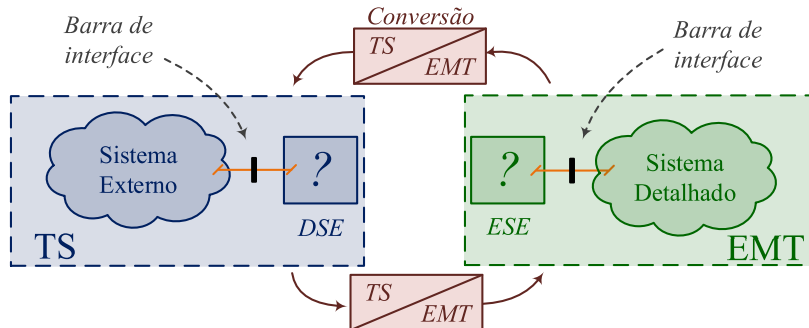 Conversão
Barra de
interface
TS
EMT
Barra de
interface
Sistema
Externo
?
DSE
TS
?
ESE
Sistema
Detalhado
EMT
TS
EMT